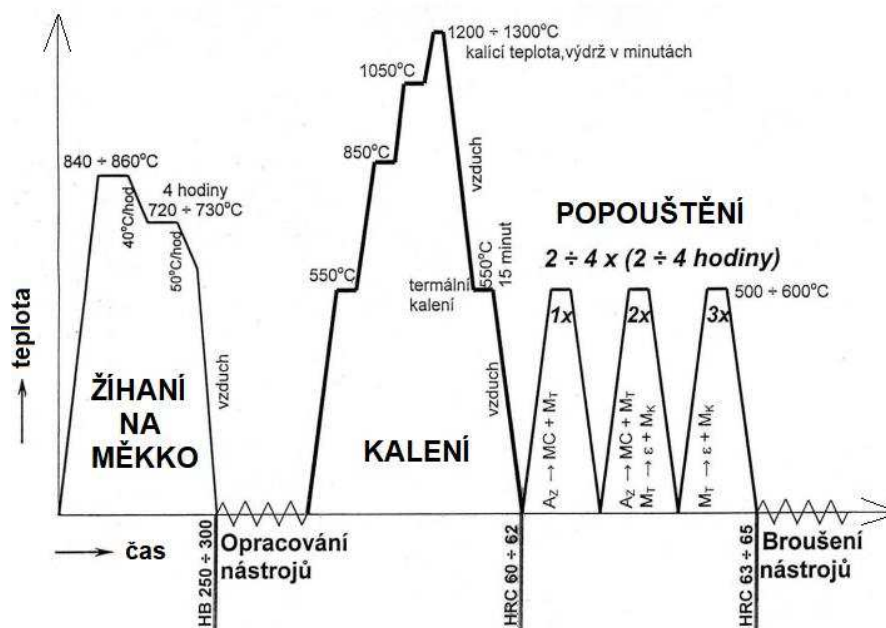 teplota
čas
840 ÷ 860°C
40°C/hod
4 hodiny
720 ÷ 730°C
50°C/hod
vzduch
ŽÍHANÍ
NA
MĚKKO
HB 250 ÷ 300
Opracování
nástrojů
550°C
850°C
1050°C
1200 ÷ 1300°C
kalící teplota,výdrž v minutách
vzduch
termální
kalení
550°C
15 minut
vzduch
KALENÍ
HRC 60 ÷ 62
POPOUŠTĚNÍ
2 ÷ 4 x (2 ÷ 4 hodiny)
1x
2x
3x
500 ÷ 600°C
A_Z → MC + M_T
A_Z → MC + M_T
M_T → ε + M_K
M_T → ε + M_K
HRC 63 ÷ 65
Broušení
nástrojů